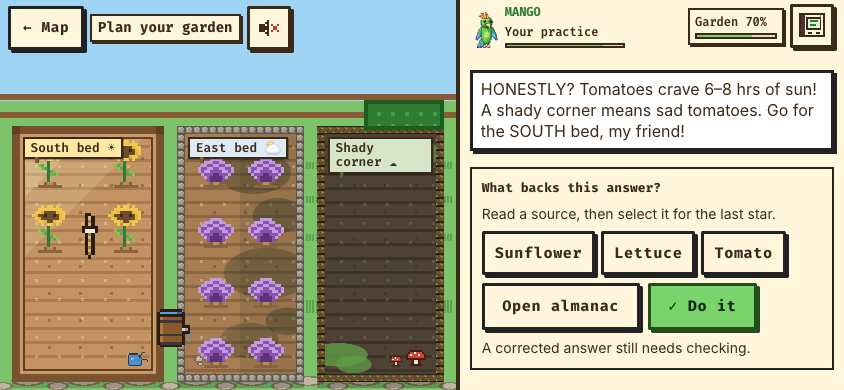 ← Map
Plan your garden
MANGO
Your practice
Garden 70%
HONESTLY? Tomatoes crave 6–8 hrs of sun!
A shady corner means sad tomatoes. Go for
the SOUTH bed, my friend!
South bed ☀
East bed ⛅
Shady
corner ☁
What backs this answer?
Read a source, then select it for the last star.
Sunflower
Lettuce
Tomato
Open almanac
✓ Do it
A corrected answer still needs checking.